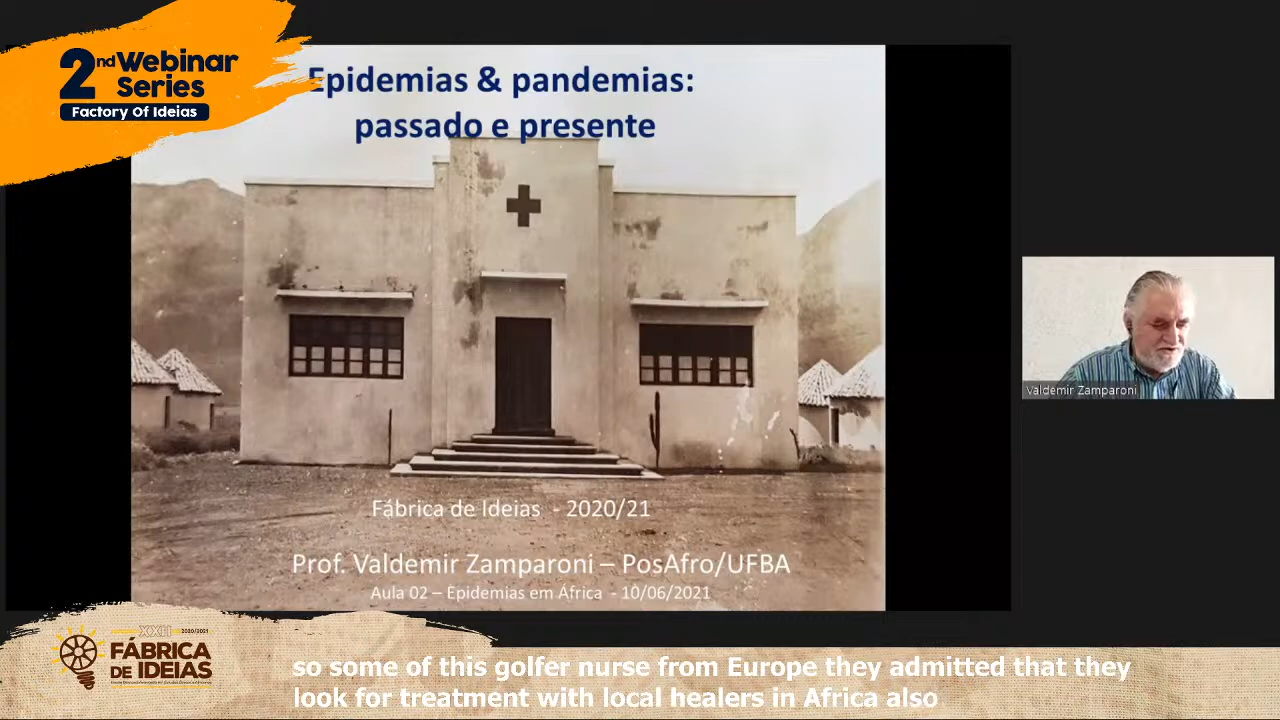 2nd Webinar
Series
Factory Of Ideias
Epidemias & pandemias:
passado e presente
Fábrica de Ideias - 2020/21
Prof. Valdemir Zamparoni – PosAfro/UFBA
Aula 02 – Epidemias em África - 10/06/2021
Valdemir Zamparoni
XXII 2020/2021
FÁBRICA
DE IDEIAS
so some of this golfer nurse from Europe they admitted that they
look for treatment with local healers in Africa also